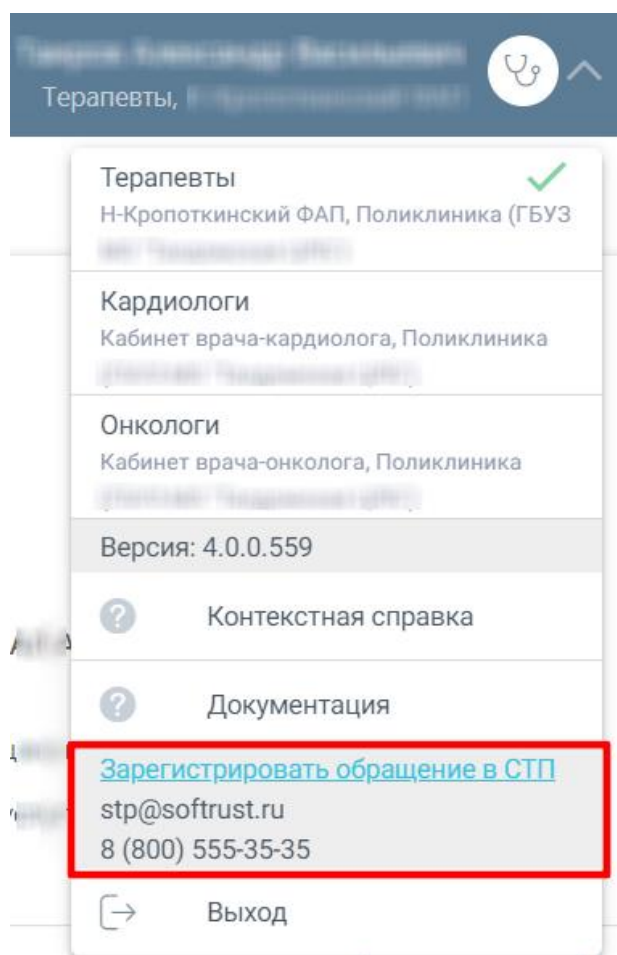 Терапевты,
Терапевты
Н-Кропоткинский ФАП, Поликлиника (ГБУЗ
Кардиологи
Кабинет врача-кардиолога, Поликлиника
Онкологи
Кабинет врача-онколога, Поликлиника
Версия: 4.0.0.559
? Контекстная справка
? Документация
Зарегистрировать обращение в СТП
stp@softrust.ru
8 (800) 555-35-35
Выход